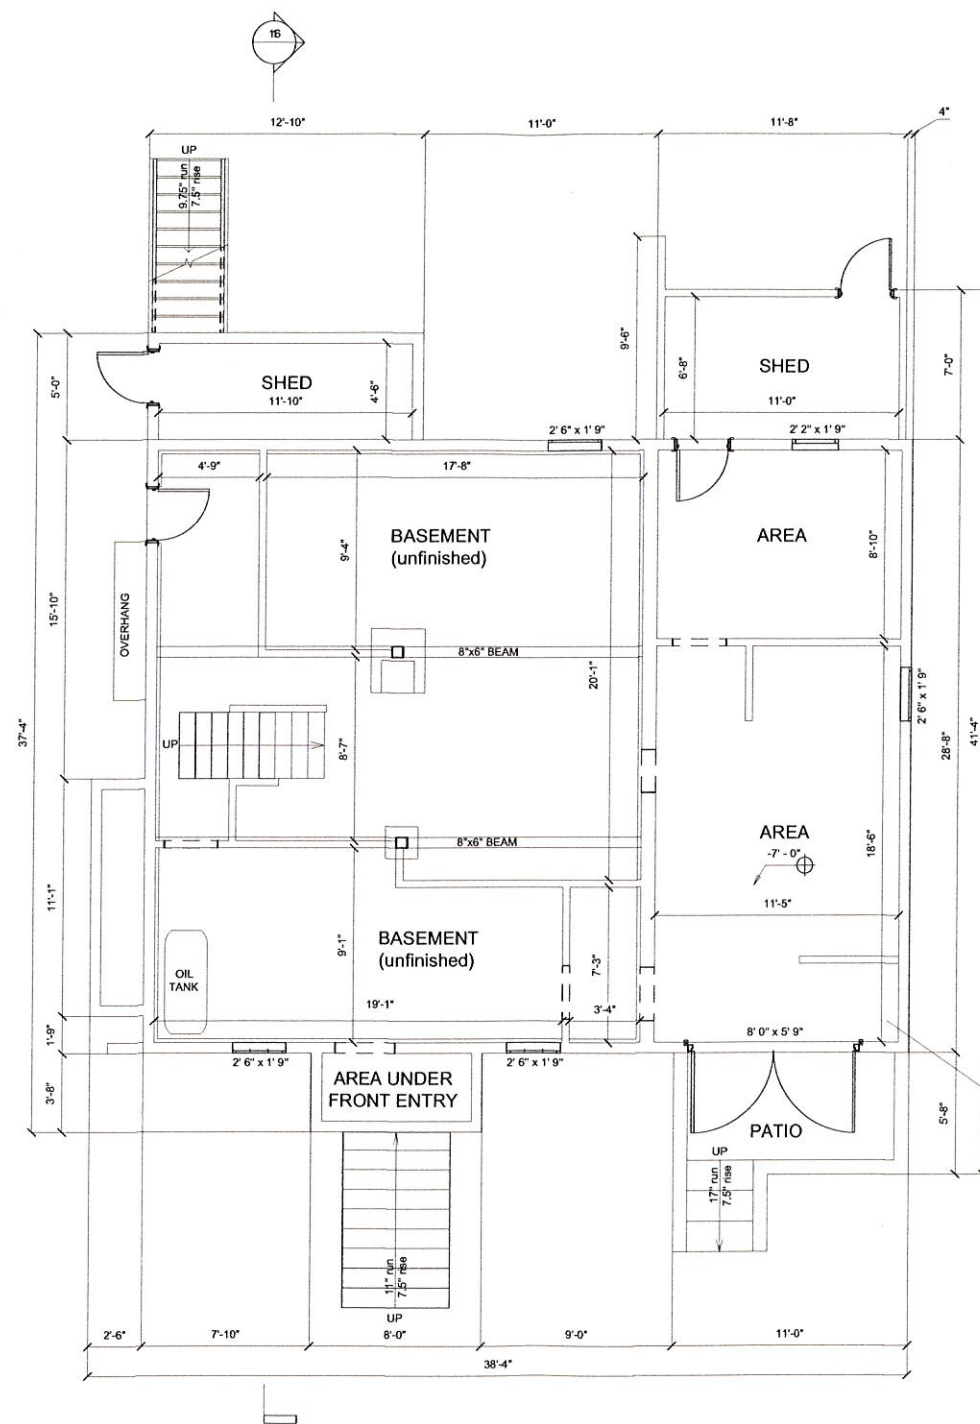 12'-10"
11'-0"
11'-8"
4"
UP
9.75" run
7.5" rise
9'-6"
SHED
11'-10"
4'-6"
5'-0"
6'-8"
SHED
11'-0"
7'-0"
2' 6" x 1' 9"
2' 2" x 1' 9"
4'-9"
17'-8"
BASEMENT
(unfinished)
9'-4"
AREA
8'-10"
15'-10"
OVERHANG
8"x6" BEAM
20'-1"
2' 6" x 1' 9"
37'-4"
UP
8'-7"
28'-8"
41'-4"
8"x6" BEAM
AREA
-7' - 0"
18'-6"
11'-5"
11'-1"
BASEMENT
(unfinished)
9'-1"
OIL
TANK
7'-3"
19'-1"
3'-4"
1'-9"
8' 0" x 5' 9"
2' 6" x 1' 9"
2' 6" x 1' 9"
AREA UNDER
FRONT ENTRY
3'-8"
5'-8"
PATIO
UP
17" run
7.5" rise
11" run
7.5" rise
UP
2'-6"
7'-10"
8'-0"
9'-0"
11'-0"
38'-4"